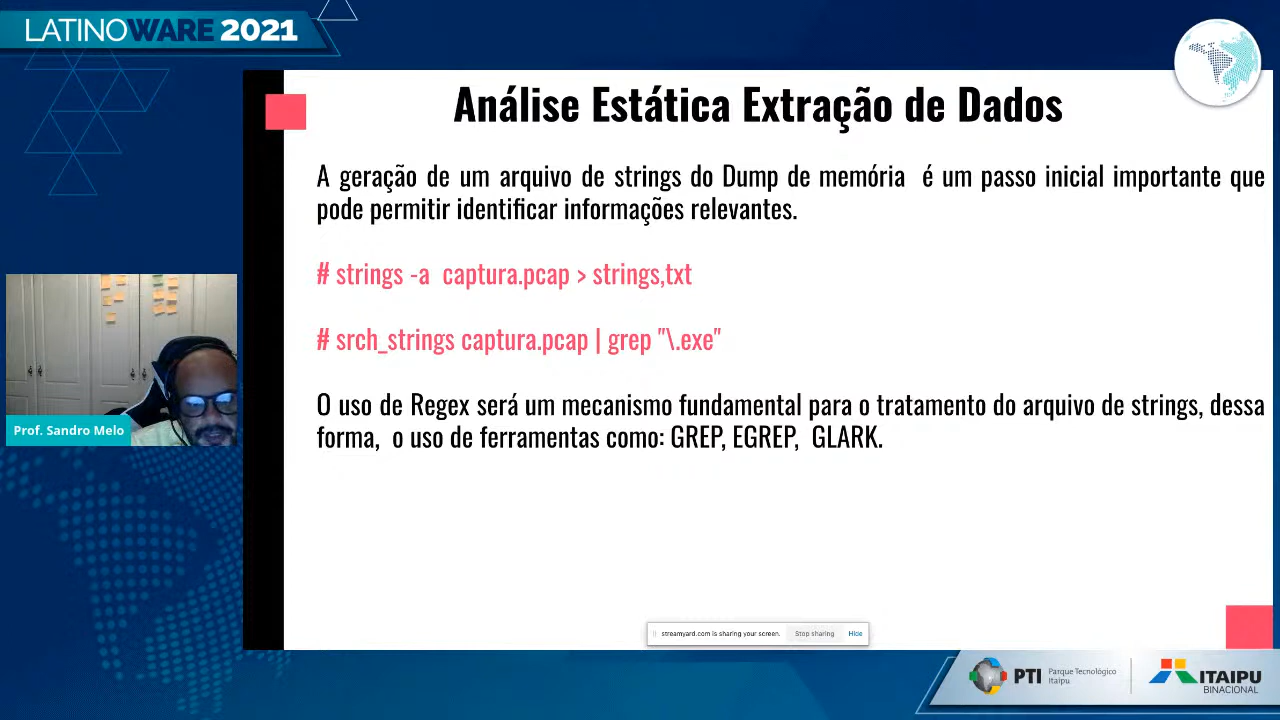 LATINOWARE 2021
Análise Estática Extração de Dados
A geração de um arquivo de strings do Dump de memória é um passo inicial importante que
pode permitir identificar informações relevantes.
# strings -a captura.pcap > strings,txt
# srch_strings captura.pcap | grep "\.exe"
O uso de Regex será um mecanismo fundamental para o tratamento do arquivo de strings, dessa
forma, o uso de ferramentas como: GREP, EGREP, GLARK.
Prof. Sandro Melo
streamyard.com is sharing your screen. Stop sharing Hide
PTI Parque Tecnológico
Itaipu
ITAIPU
BINACIONAL